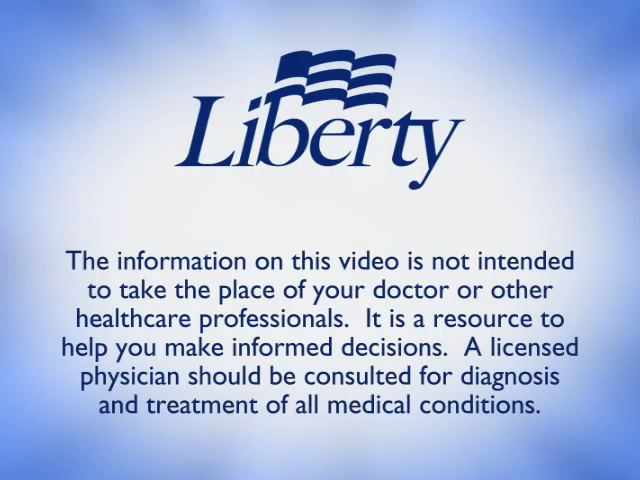 Liberty
The information on this video is not intended
to take the place of your doctor or other
healthcare professionals.  It is a resource to
help you make informed decisions.  A licensed
physician should be consulted for diagnosis
and treatment of all medical conditions.